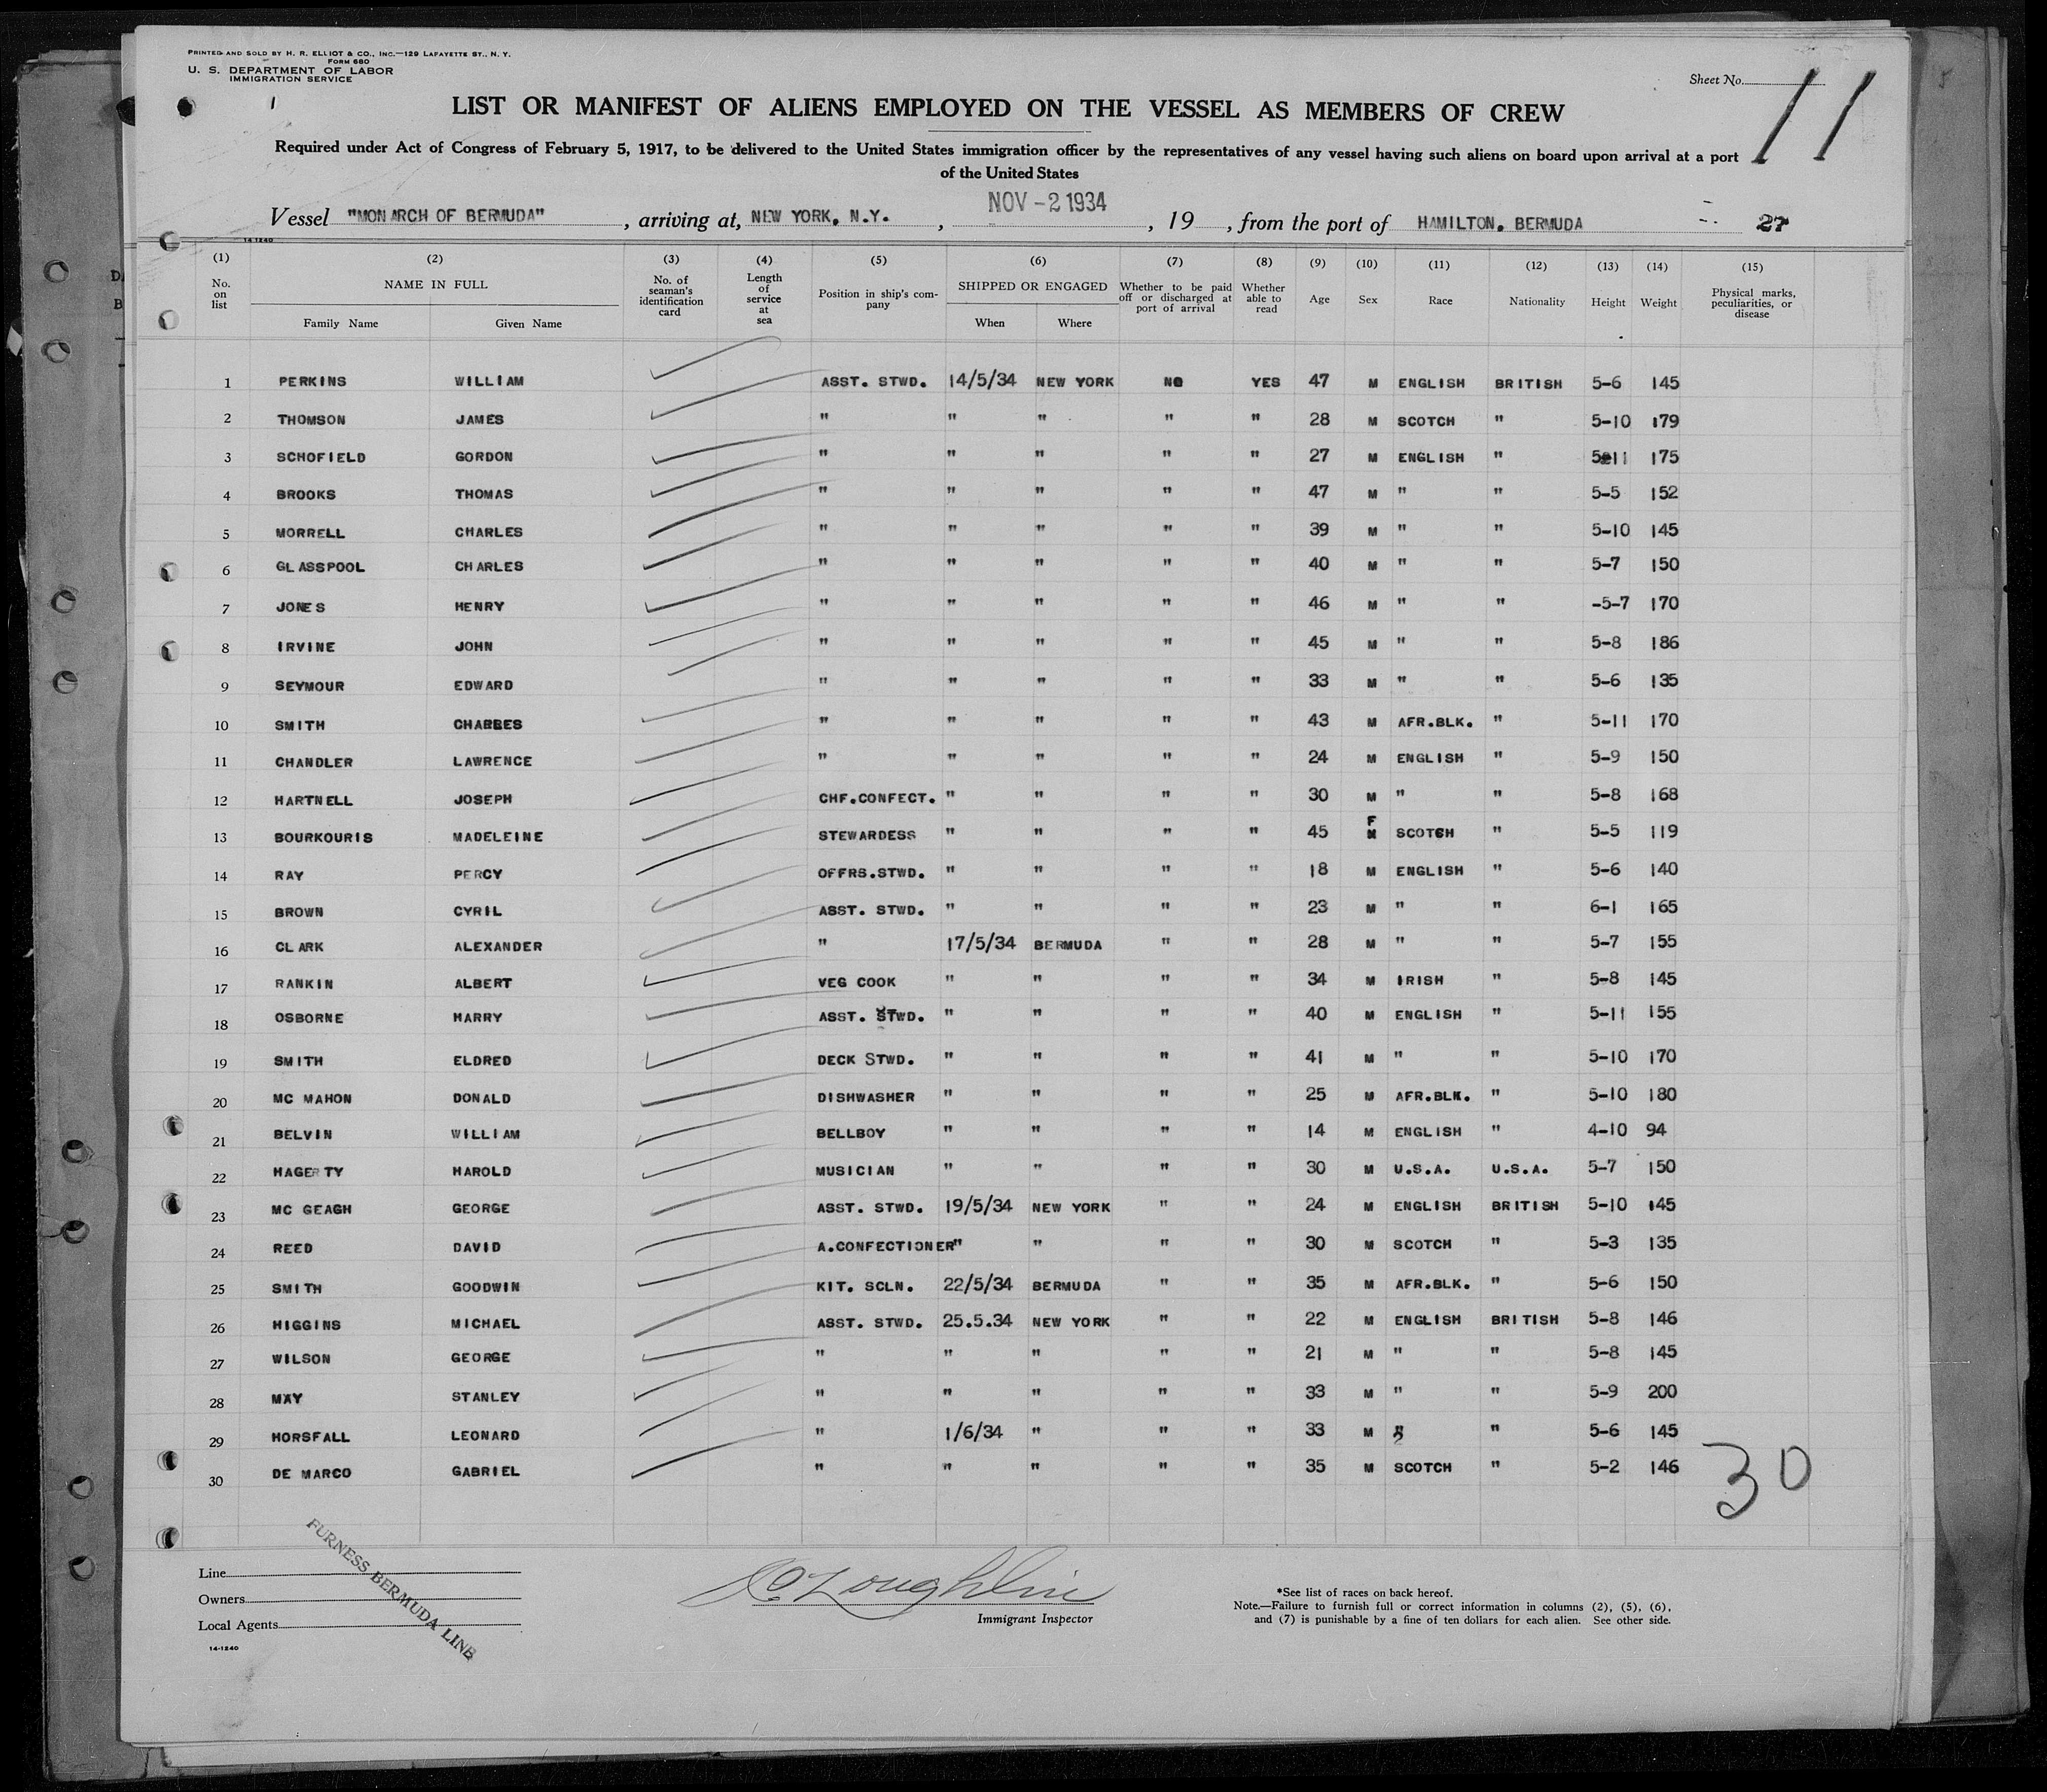 PRINTED AND SOLD BY H. R. ELLIOT & CO., INC.—129 LAFAYETTE ST., N. Y.
FORM 680
U. S. DEPARTMENT OF LABOR
IMMIGRATION SERVICE
Sheet No. 11
1
LIST OR MANIFEST OF ALIENS EMPLOYED ON THE VESSEL AS MEMBERS OF CREW
Required under Act of Congress of February 5, 1917, to be delivered to the United States immigration officer by the representatives of any vessel having such aliens on board upon arrival at a port
of the United States
Vessel "MONARCH OF BERMUDA", arriving at, NEW YORK, N.Y., NOV -2 1934, 19, from the port of HAMILTON. BERMUDA 27
14-1240
(1) (2) (3) (4) (5) (6) (7) (8) (9) (10) (11) (12) (13) (14) (15)
No. on list NAME IN FULL Family Name Given Name No. of seaman's identification card Length of service at sea Position in ship's company SHIPPED OR ENGAGED When Where Whether to be paid off or discharged at port of arrival Whether able to read Age Sex Race Nationality Height Weight Physical marks, peculiarities, or disease
1 PERKINS WILLIAM ASST. STWD. 14/5/34 NEW YORK NO YES 47 M ENGLISH BRITISH 5-6 145
2 THOMSON JAMES " " " " " 28 M SCOTCH " 5-10 179
3 SCHOFIELD GORDON " " " " " 27 M ENGLISH " 5-11 175
4 BROOKS THOMAS " " " " " 47 M " " 5-5 152
5 MORRELL CHARLES " " " " " 39 M " " 5-10 145
6 GLASSPOOL CHARLES " " " " " 40 M " " 5-7 150
7 JONES HENRY " " " " " 46 M " " -5-7 170
8 IRVINE JOHN " " " " " 45 M " " 5-8 186
9 SEYMOUR EDWARD " " " " " 33 M " " 5-6 135
10 SMITH CHARLES " " " " " 43 M AFR.BLK. " 5-11 170
11 CHANDLER LAWRENCE " " " " " 24 M ENGLISH " 5-9 150
12 HARTNELL JOSEPH CHF.CONFECT. " " " " 30 M " " 5-8 168
13 BOURKOURIS MADELEINE STEWARDESS " " " " 45 F SCOTCH " 5-5 119
14 RAY PERCY OFFRS.STWD. " " " " 18 M ENGLISH " 5-6 140
15 BROWN CYRIL ASST. STWD. " " " " 23 M " " 6-1 165
16 CLARK ALEXANDER " 17/5/34 BERMUDA " " 28 M " " 5-7 155
17 RANKIN ALBERT VEG COOK " " " " 34 M IRISH " 5-8 145
18 OSBORNE HARRY ASST. STWD. " " " " 40 M ENGLISH " 5-11 155
19 SMITH ELDRED DECK STWD. " " " " 41 M " " 5-10 170
20 MC MAHON DONALD DISHWASHER " " " " 25 M AFR.BLK. " 5-10 180
21 BELVIN WILLIAM BELLBOY " " " " 14 M ENGLISH " 4-10 94
22 HAGERTY HAROLD MUSICIAN " " " " 30 M U.S.A. U.S.A. 5-7 150
23 MC GEAGH GEORGE ASST. STWD. 19/5/34 NEW YORK " " 24 M ENGLISH BRITISH 5-10 145
24 REED DAVID A.CONFECTIONER " " " " 30 M SCOTCH " 5-3 135
25 SMITH GOODWIN KIT. SCLN. 22/5/34 BERMUDA " " 35 M AFR.BLK. " 5-6 150
26 HIGGINS MICHAEL ASST. STWD. 25.5.34 NEW YORK " " 22 M ENGLISH BRITISH 5-8 146
27 WILSON GEORGE " " " " " 21 M " " 5-8 145
28 MAY STANLEY " " " " " 33 M " " 5-9 200
29 HORSFALL LEONARD " 1/6/34 " " " 33 M " " 5-6 145
30 DE MARCO GABRIEL " " " " " 35 M SCOTCH " 5-2 146
30
Line
Owners
Local Agents
FURNESS BERMUDA LINE
14-1240
Immigrant Inspector
*See list of races on back hereof.
Note.—Failure to furnish full or correct information in columns (2), (5), (6),
and (7) is punishable by a fine of ten dollars for each alien. See other side.